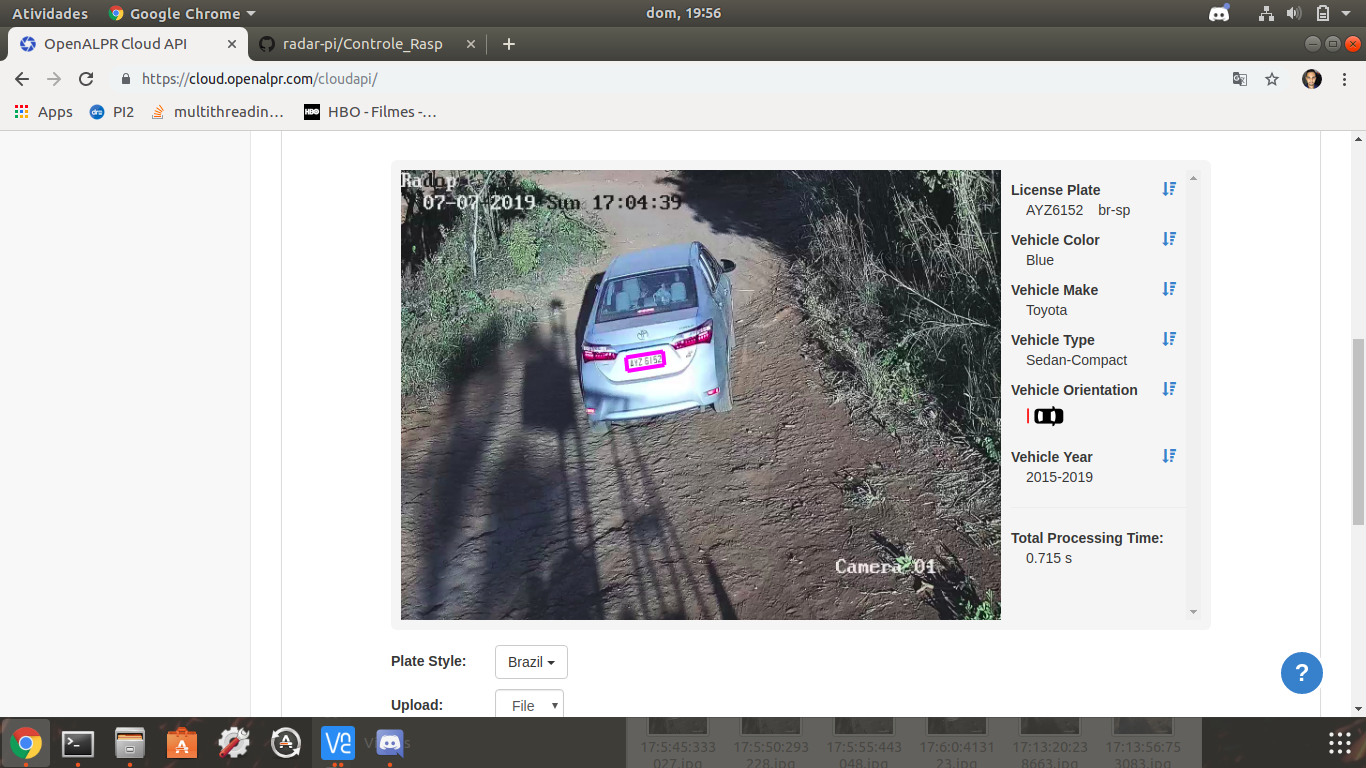 Atividades
Google Chrome
dom, 19:56
OpenALPR Cloud API
radar-pi/Controle_Rasp
https://cloud.openalpr.com/cloudapi/
Apps
PI2
multithreadin…
HBO - Filmes -…
Radop
07-07-2019 Sun 17:04:39
AYZ 6152
Camera 01
License Plate
AYZ6152 br-sp
Vehicle Color
Blue
Vehicle Make
Toyota
Vehicle Type
Sedan-Compact
Vehicle Orientation
Vehicle Year
2015-2019
Total Processing Time:
0.715 s
Plate Style:
Brazil
Upload:
File
?
17:5:45:333
027.jpg
17:5:50:293
228.jpg
17:5:55:443
048.jpg
17:6:0:4131
23.jpg
17:13:20:23
8663.jpg
17:13:56:75
3083.jpg